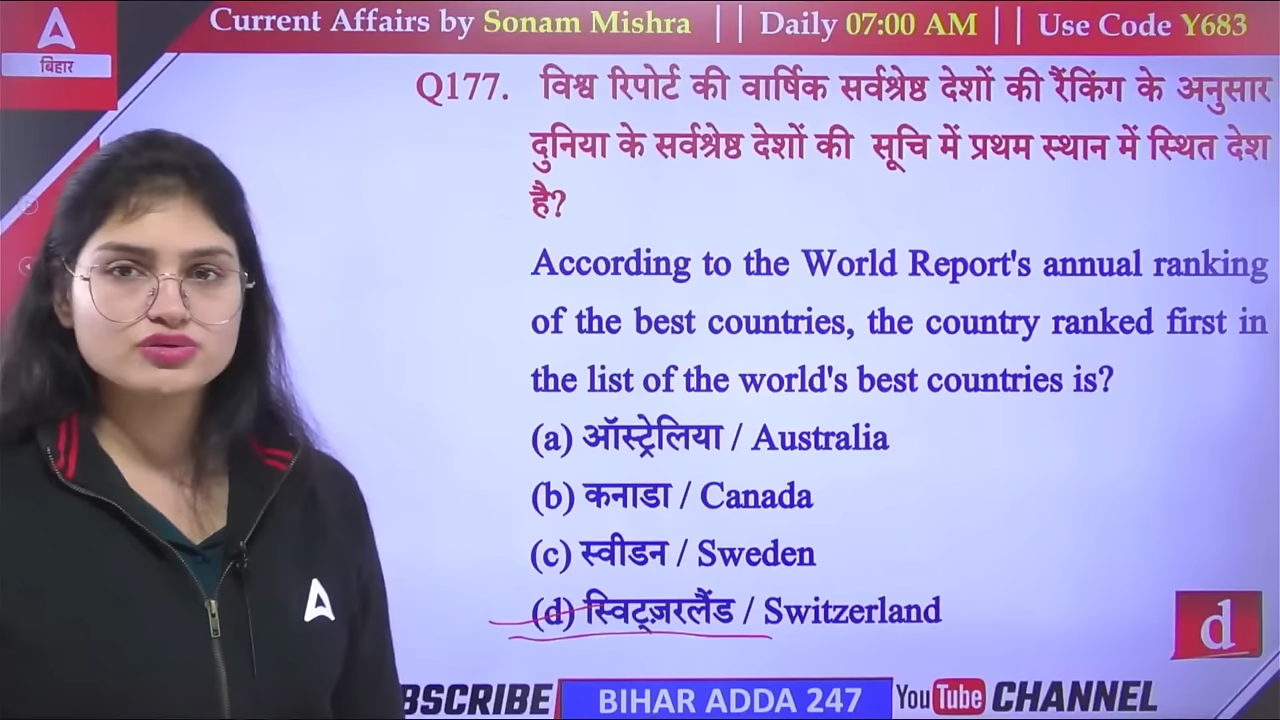 Current Affairs by Sonam Mishra || Daily 07:00 AM || Use Code Y683
बिहार
Q177. विश्व रिपोर्ट की वार्षिक सर्वश्रेष्ठ देशों की रैंकिंग के अनुसार
दुनिया के सर्वश्रेष्ठ देशों की सूचि में प्रथम स्थान में स्थित देश
है?
According to the World Report's annual ranking
of the best countries, the country ranked first in
the list of the world's best countries is?
(a) ऑस्ट्रेलिया / Australia
(b) कनाडा / Canada
(c) स्वीडन / Sweden
(d) स्विट्ज़रलैंड / Switzerland
d
BSCRIBE BIHAR ADDA 247 YouTube CHANNEL